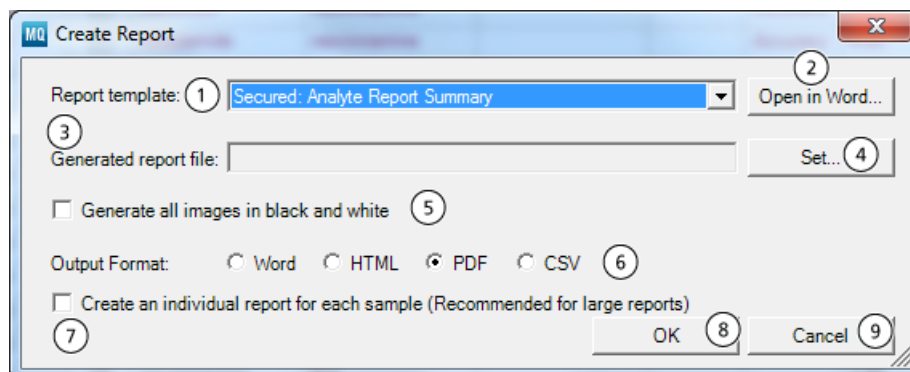 MQ Create Report
2
Report template: 1 Secured: Analyte Report Summary Open in Word...
3
Generated report file: Set... 4
Generate all images in black and white 5
Output Format: Word HTML PDF CSV 6
Create an individual report for each sample (Recommended for large reports)
7 OK 8 Cancel 9